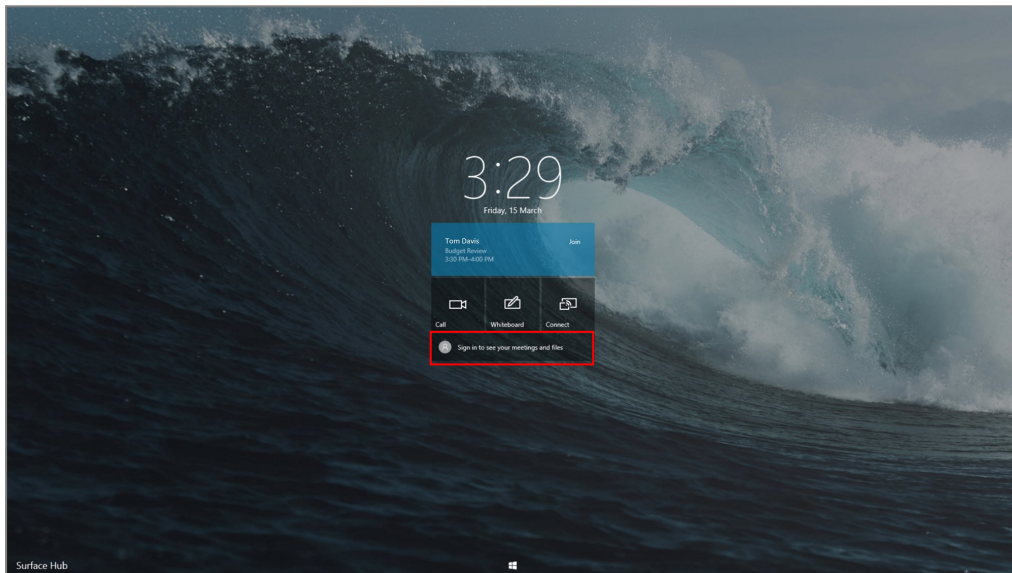 3:29
Friday, 15 March
Tom Davis
Join
Budget Review
3:30 PM–4:00 PM
Call
Whiteboard
Connect
Sign in to see your meetings and files
Surface Hub